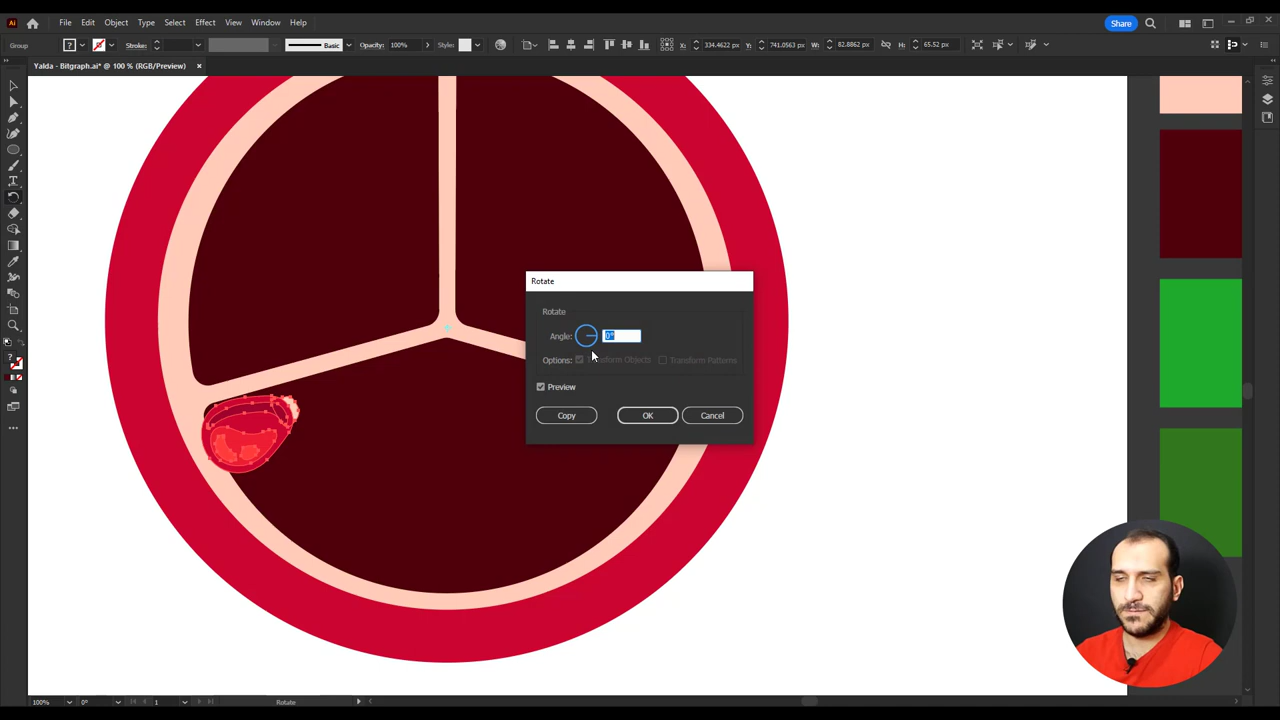 Ai File Edit Object Type Select Effect View Window Help Share
Group ? Stroke: Basic Opacity: 100% Style: X: 334.4622 px Y: 741.0563 px W: 82.8862 px H: 65.52 px
Yalda - Bitgraph.ai* @ 100 % (RGB/Preview) ×
Rotate
Rotate
Angle: 0°
Options: Transform Objects Transform Patterns
Preview
Copy OK Cancel
100% 0° 1 Rotate